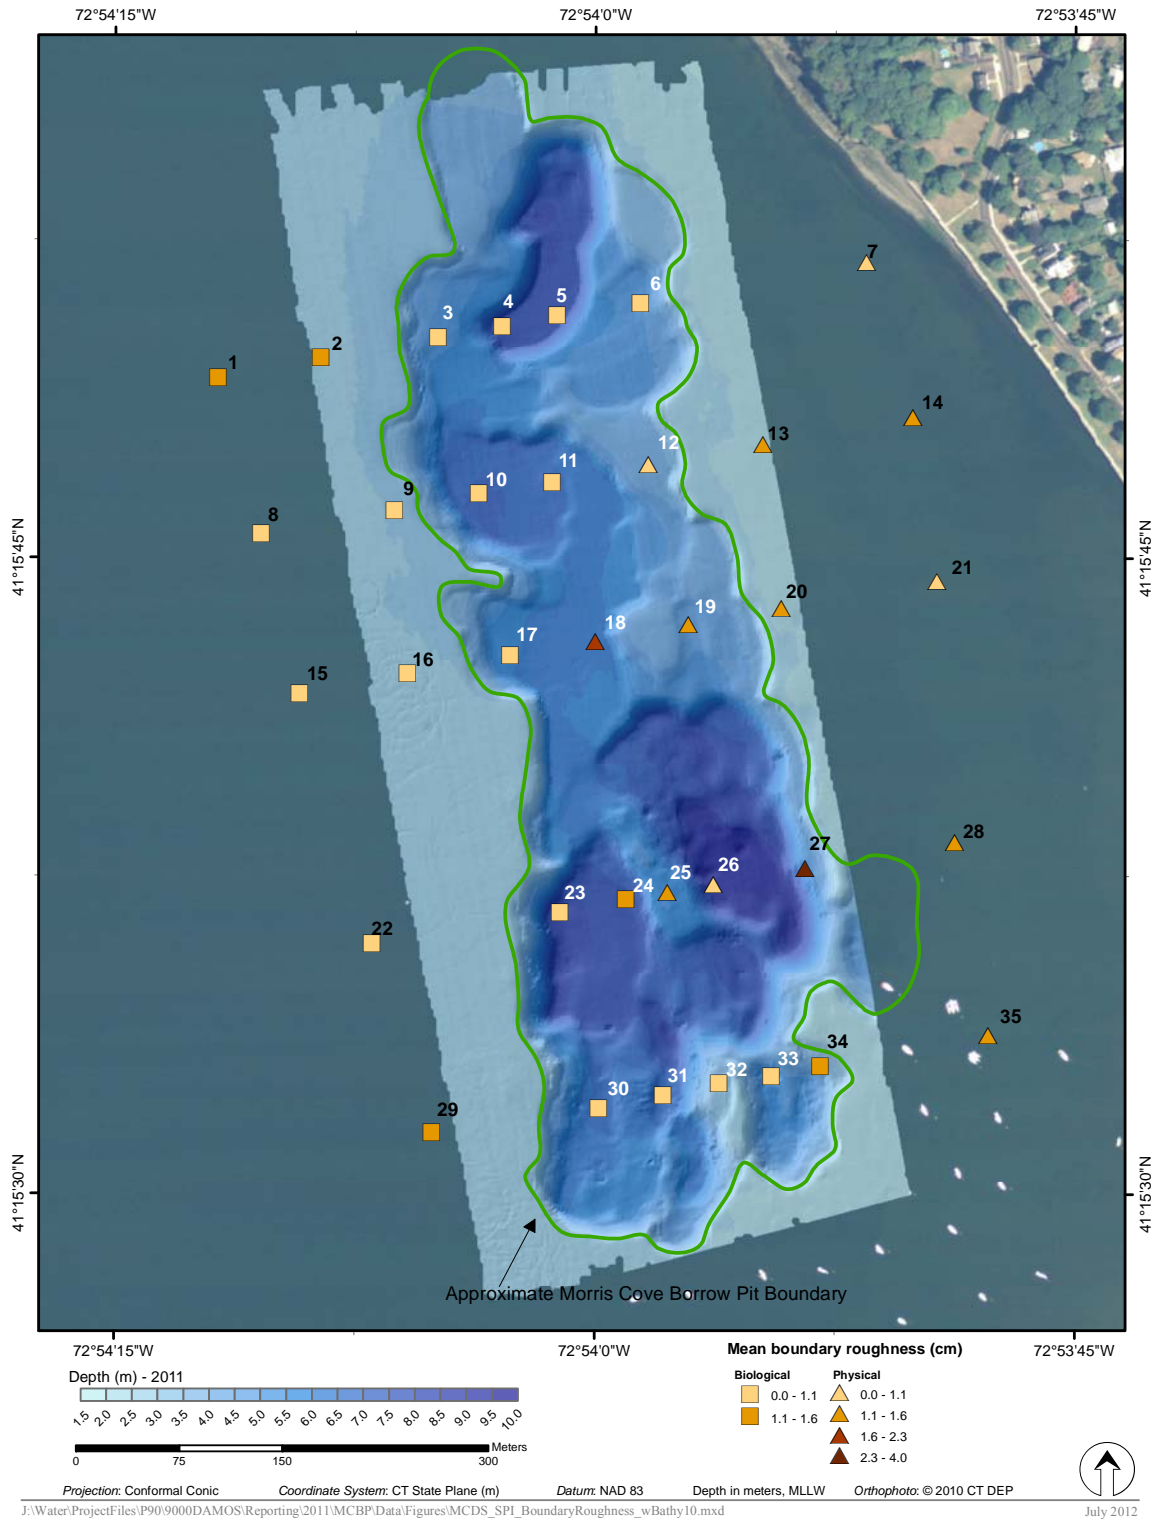 72°54'15"W 72°54'0"W 72°53'45"W
7
6
5
4
3
2
1
14
13
12
11
10
9
8
41°15'45"N 41°15'45"N
21
20
19
18
17
16
15
28
27
26
25
24
23
22
35
34
33
32
31
30
29
41°15'30"N 41°15'30"N
Approximate Morris Cove Borrow Pit Boundary
72°54'15"W 72°54'0"W 72°53'45"W
Mean boundary roughness (cm)
Depth (m) - 2011
1.5 2.0 2.5 3.0 3.5 4.0 4.5 5.0 5.5 6.0 6.5 7.0 7.5 8.0 8.5 9.0 9.5 10.0
Meters
0 75 150 300
Biological
0.0 - 1.1
1.1 - 1.6
Physical
0.0 - 1.1
1.1 - 1.6
1.6 - 2.3
2.3 - 4.0
Projection: Conformal Conic Coordinate System: CT State Plane (m) Datum: NAD 83 Depth in meters, MLLW Orthophoto: © 2010 CT DEP
J:\Water\ProjectFiles\P90\9000DAMOS\Reporting\2011\MCBP\Data\Figures\MCDS_SPI_BoundaryRoughness_wBathy10.mxd July 2012